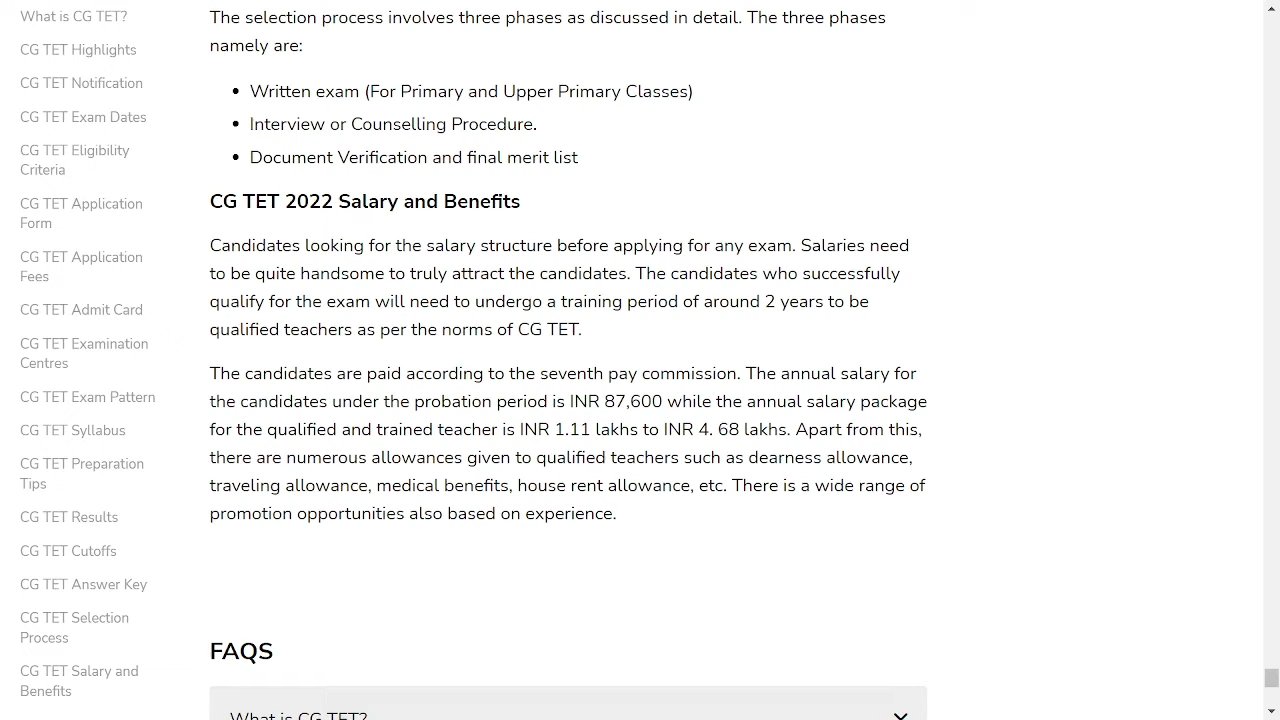 What is CG TET?
CG TET Highlights
CG TET Notification
CG TET Exam Dates
CG TET Eligibility
Criteria
CG TET Application
Form
CG TET Application
Fees
CG TET Admit Card
CG TET Examination
Centres
CG TET Exam Pattern
CG TET Syllabus
CG TET Preparation
Tips
CG TET Results
CG TET Cutoffs
CG TET Answer Key
CG TET Selection
Process
CG TET Salary and
Benefits
The selection process involves three phases as discussed in detail. The three phases
namely are:
• Written exam (For Primary and Upper Primary Classes)
• Interview or Counselling Procedure.
• Document Verification and final merit list
CG TET 2022 Salary and Benefits
Candidates looking for the salary structure before applying for any exam. Salaries need
to be quite handsome to truly attract the candidates. The candidates who successfully
qualify for the exam will need to undergo a training period of around 2 years to be
qualified teachers as per the norms of CG TET.
The candidates are paid according to the seventh pay commission. The annual salary for
the candidates under the probation period is INR 87,600 while the annual salary package
for the qualified and trained teacher is INR 1.11 lakhs to INR 4. 68 lakhs. Apart from this,
there are numerous allowances given to qualified teachers such as dearness allowance,
traveling allowance, medical benefits, house rent allowance, etc. There is a wide range of
promotion opportunities also based on experience.
FAQS
What is CG TET?